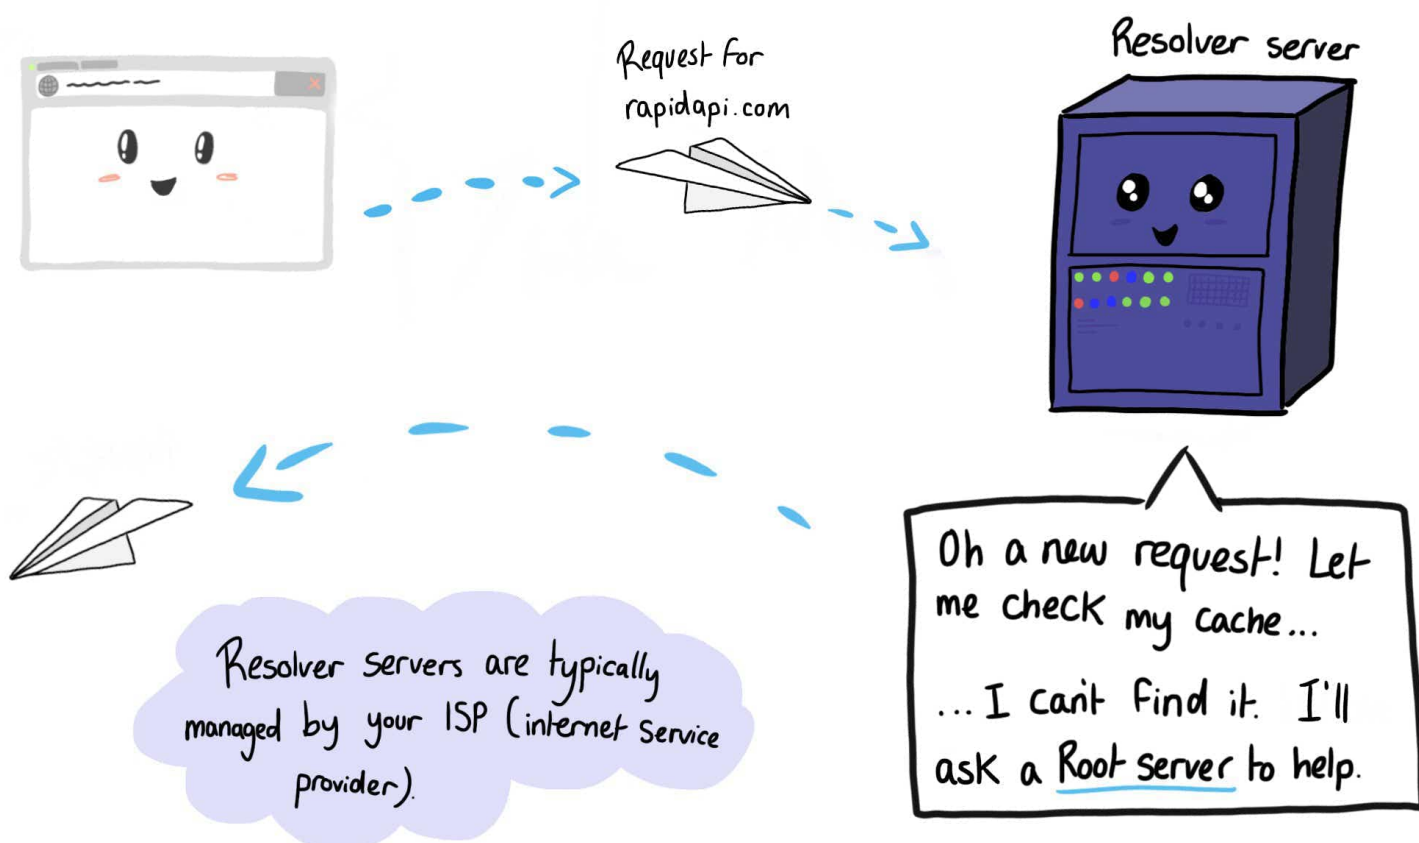 Request for
rapidapi.com
Resolver server
Oh a new request! Let
me check my cache...
...I can't find it. I'll
ask a Root server to help.
Resolver servers are typically
managed by your ISP (internet service
provider).